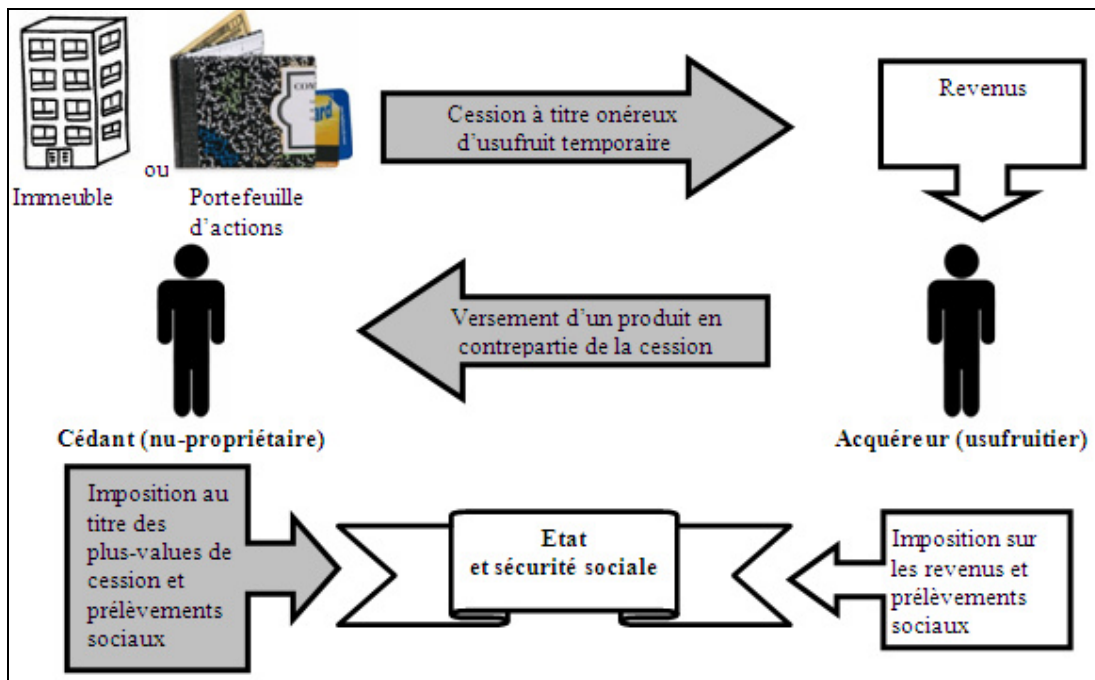 Cession à titre onéreux
d'usufruit temporaire
Revenus
ou
Immeuble
Portefeuille
d'actions
Versement d'un produit en
contrepartie de la cession
Cédant (nu-propriétaire)
Acquéreur (usufruitier)
Imposition au
titre des
plus-values de
cession et
prélèvements
sociaux
Etat
et sécurité sociale
Imposition sur
les revenus et
prélèvements
sociaux